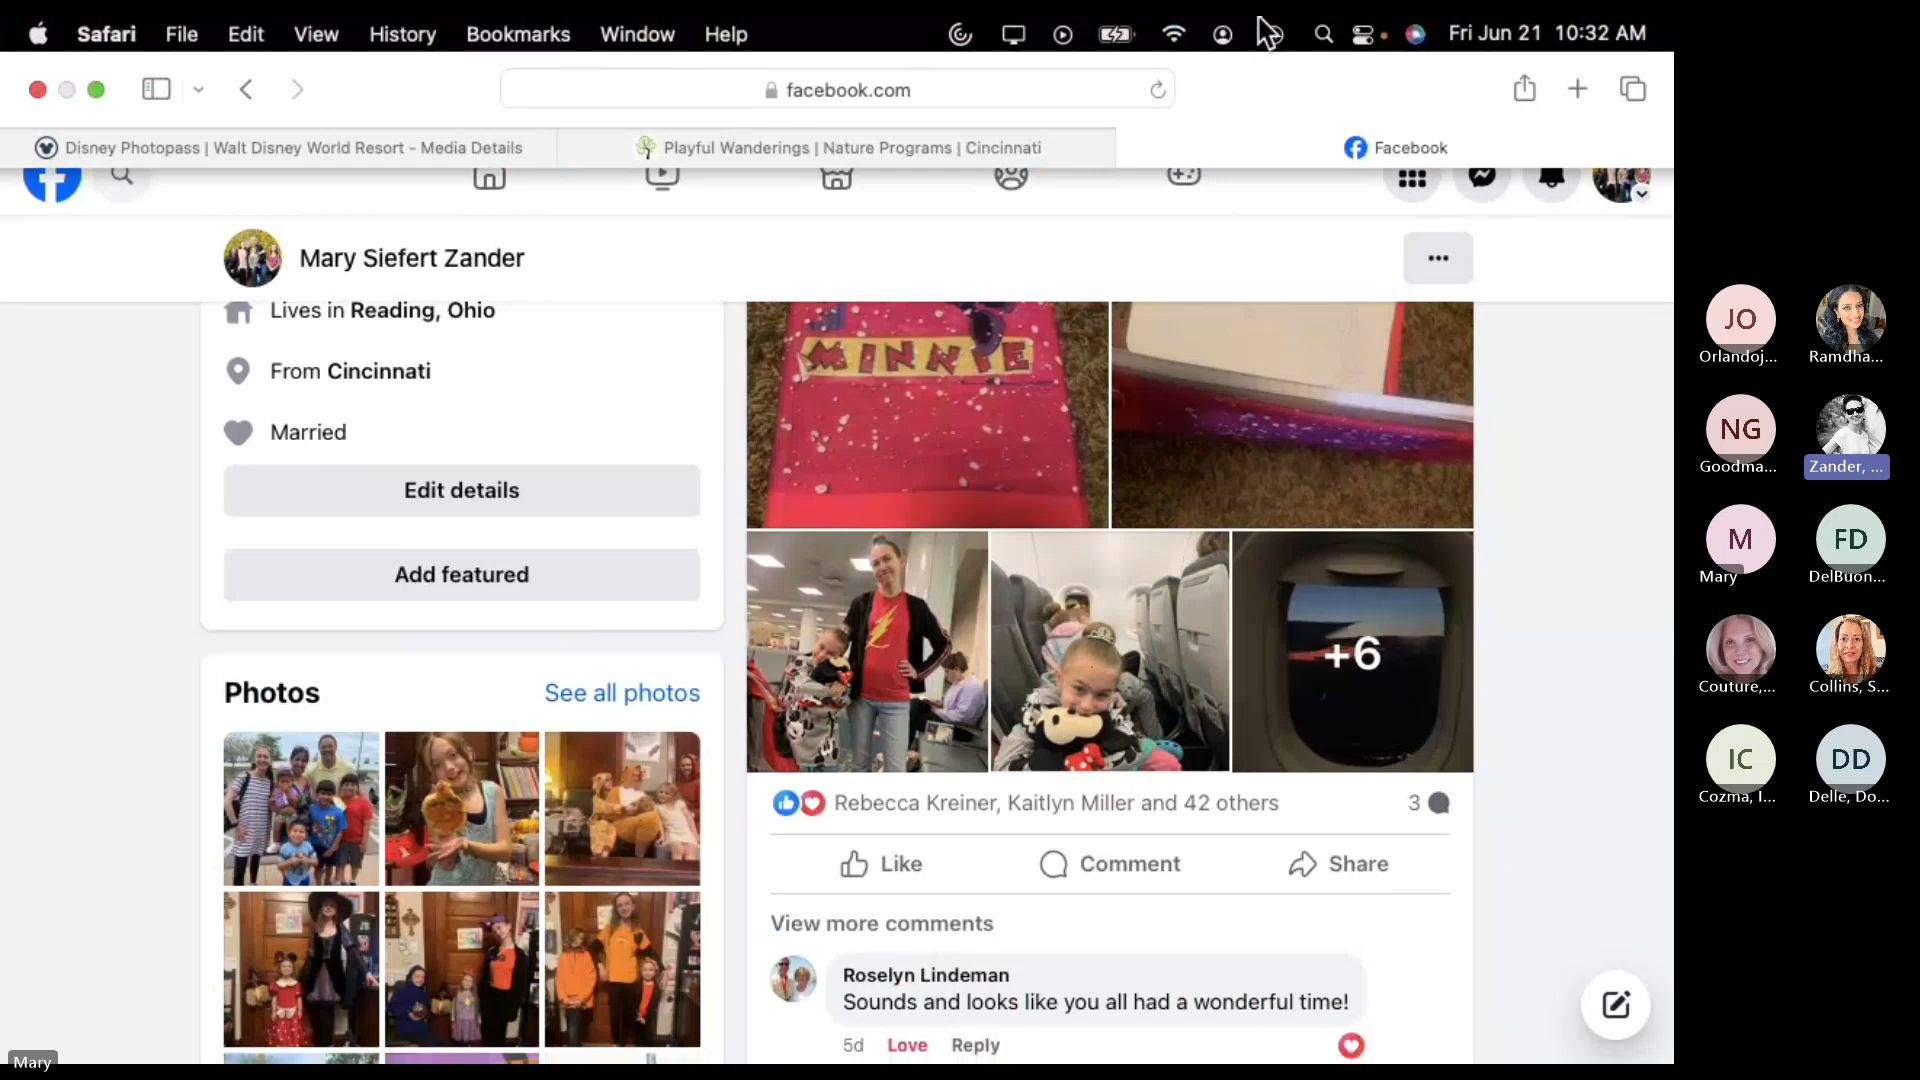 Safari File Edit View History Bookmarks Window Help Fri Jun 21 10:32 AM
facebook.com
Disney Photopass | Walt Disney World Resort - Media Details
Playful Wanderings | Nature Programs | Cincinnati
Facebook
Mary Siefert Zander
Lives in Reading, Ohio
From Cincinnati
Married
Edit details
Add featured
Photos
See all photos
MINNIE
+6
Rebecca Kreiner, Kaitlyn Miller and 42 others
3
Like
Comment
Share
View more comments
Roselyn Lindeman
Sounds and looks like you all had a wonderful time!
5d Love Reply
JO
Orlandoj...
Ramdha...
NG
Goodma...
Zander, ...
M
Mary
FD
DelBuon...
Couture,...
Collins, S...
IC
Cozma, I...
DD
Delle, Do...
Mary